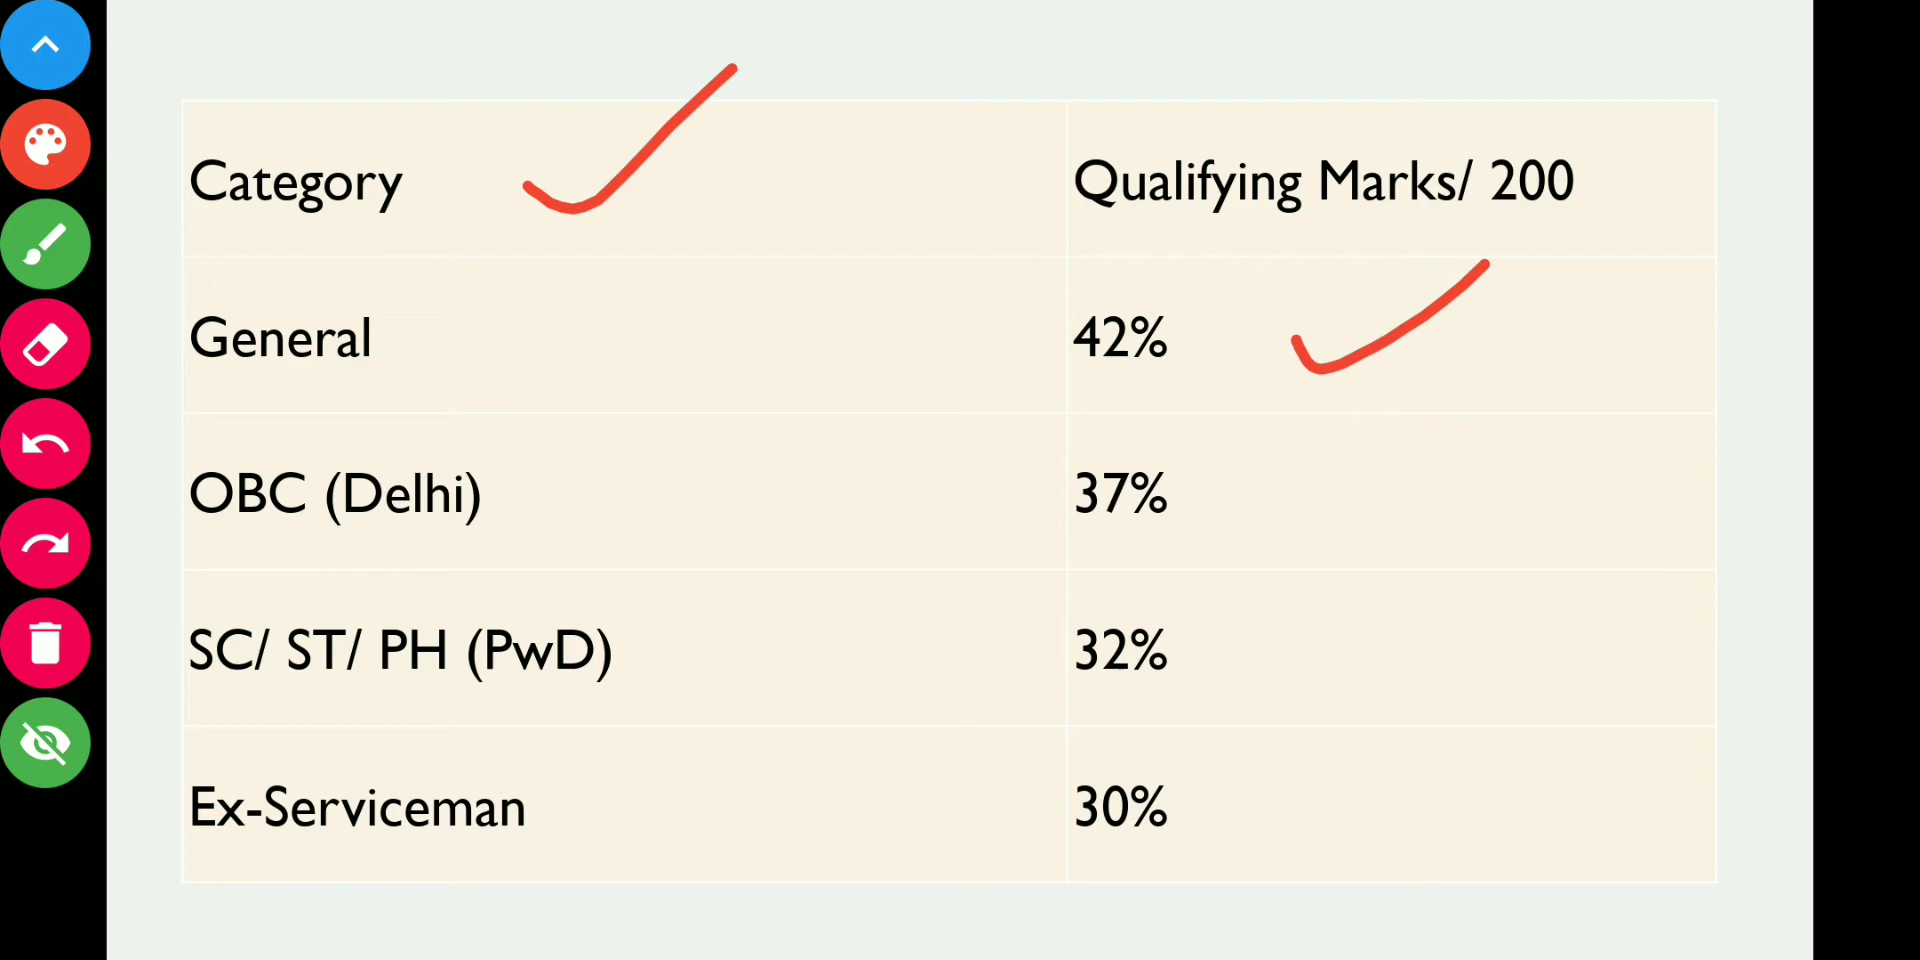 Category
Qualifying Marks/ 200
General
42%
OBC (Delhi)
37%
SC/ ST/ PH (PwD)
32%
Ex-Serviceman
30%